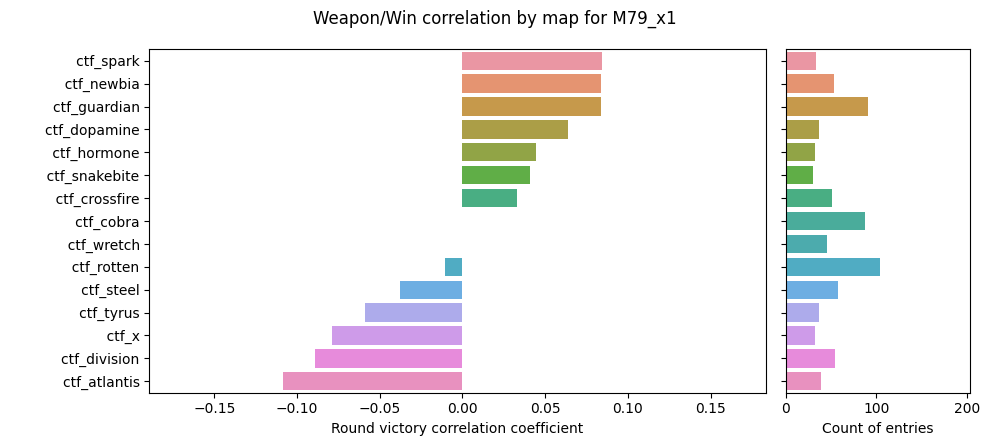 Weapon/Win correlation by map for M79_x1
ctf_spark
ctf_newbia
ctf_guardian
ctf_dopamine
ctf_hormone
ctf_snakebite
ctf_crossfire
ctf_cobra
ctf_wretch
ctf_rotten
ctf_steel
ctf_tyrus
ctf_x
ctf_division
ctf_atlantis
−0.15 −0.10 −0.05 0.00 0.05 0.10 0.15 0 100 200
Round victory correlation coefficient Count of entries